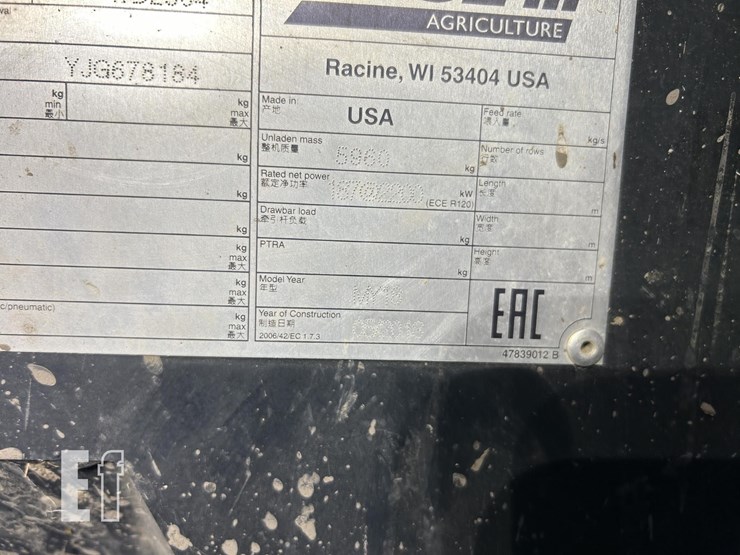 AGRICULTURE
YJG678184
Racine, WI 53404 USA
kg
min
最小
kg
max
最大
Made in
产地
USA
Feed rate
喂入量
kg/s
kg
Unladen mass
整机质量
5960
kg
Number of rows
行数
kg
Rated net power
额定净功率
kW
(ECE R120)
Length
长度
m
kg
Drawbar load
牵引杆负载
kg
Width
宽度
m
kg
max
最大
PTRA
kg
Height
高度
m
kg
max
最大
Model Year
年型
EAC
c/pneumatic)
kg
max
最大
Year of Construction
制造日期
2006/42/EC 1.7.3
47839012 B
Ef